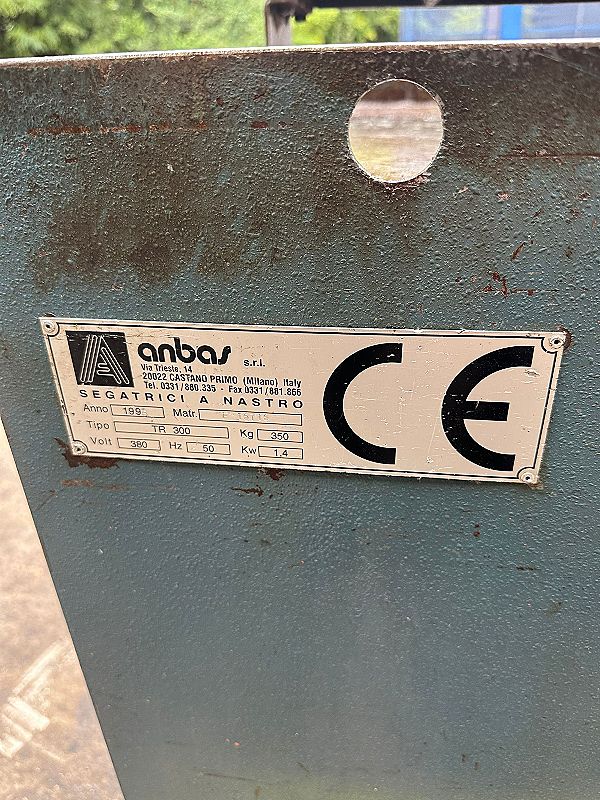 anbas s.r.l.
Via Trieste, 14
20022 CASTANO PRIMO (Milano) Italy
Tel. 0331/880.335 - Fax 0331/881.866
SEGATRICI A NASTRO
Anno 1995 Matr.
Tipo TR 300 Kg 350
Volt 380 Hz 50 Kw 1,4
CE